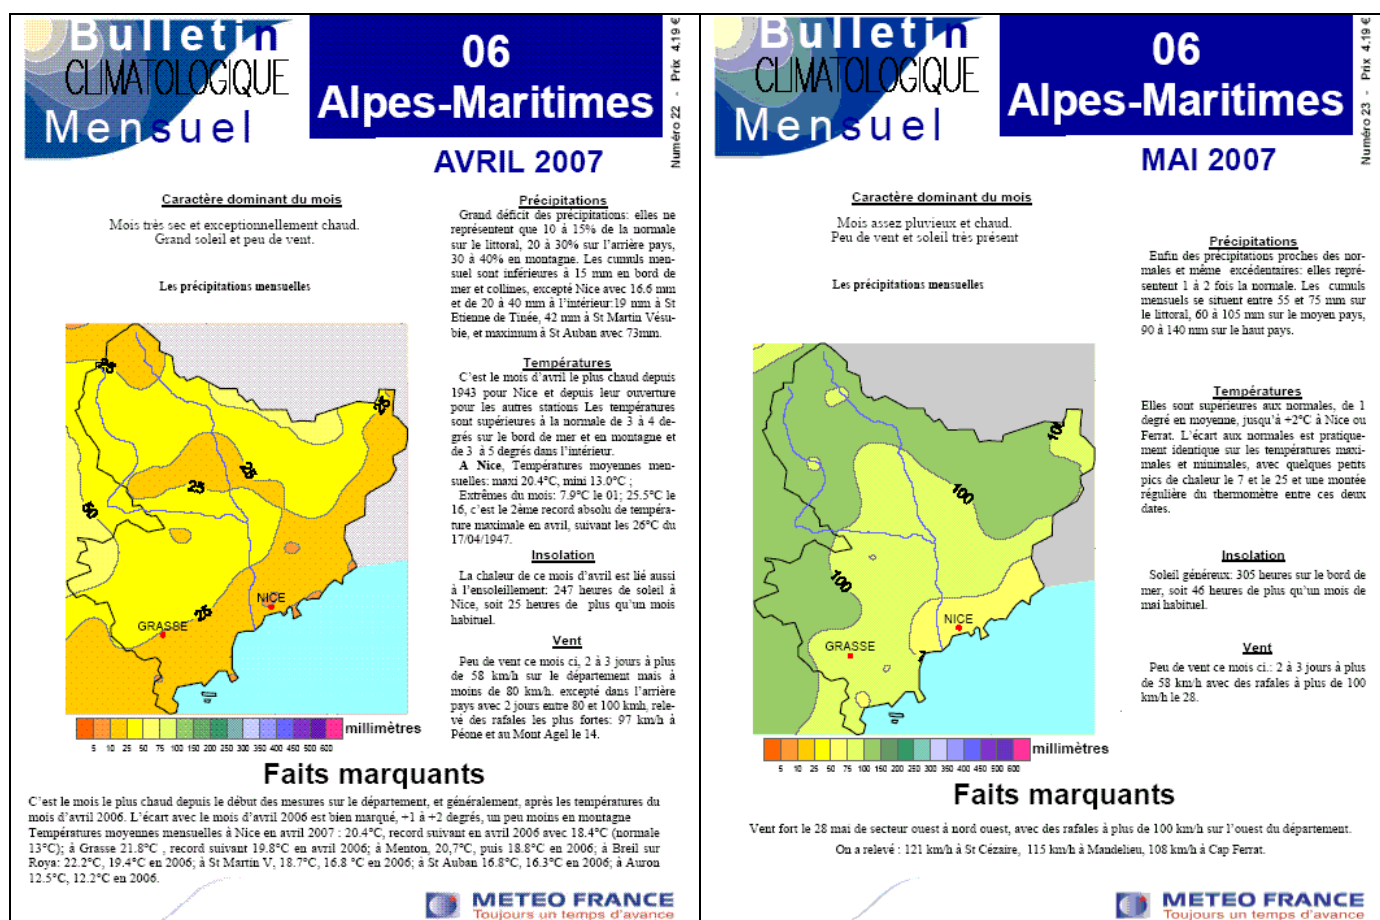 Bulletin
CLIMATOLOGIQUE
Mensuel
06
Alpes-Maritimes
Numéro 22 - Prix 4.19 €
AVRIL 2007
Caractère dominant du mois
Mois très sec et exceptionnellement chaud.
Grand soleil et peu de vent.
Les précipitations mensuelles
25
25
25
25
50
25
NICE
GRASSE
5 10 25 50 75 100 150 200 250 300 350 400 450 500 600
millimètres
Précipitations
Grand déficit des précipitations: elles ne
représentent que 10 à 15% de la normale
sur le littoral, 20 à 30% sur l'arrière pays,
30 à 40% en montagne. Les cumuls men-
suel sont inférieures à 15 mm en bord de
mer et collines, excepté Nice avec 16.6 mm
et de 20 à 40 mm à l'intérieur:19 mm à St
Etienne de Tinée, 42 mm à St Martin Vésu-
bie, et maximum à St Auban avec 73mm.
Températures
C'est le mois d'avril le plus chaud depuis
1943 pour Nice et depuis leur ouverture
pour les autres stations Les températures
sont supérieures à la normale de 3 à 4 de-
grés sur le bord de mer et en montagne et
de 3 à 5 degrés dans l'intérieur.
A Nice, Températures moyennes men-
suelles: maxi 20.4°C, mini 13.0°C ;
Extrêmes du mois: 7.9°C le 01; 25.5°C le
16, c'est le 2ème record absolu de tempéra-
ture maximale en avril, suivant les 26°C du
17/04/1947.
Insolation
La chaleur de ce mois d'avril est lié aussi
à l'ensoleillement: 247 heures de soleil à
Nice, soit 25 heures de plus qu'un mois
habituel.
Vent
Peu de vent ce mois ci, 2 à 3 jours à plus
de 58 km/h sur le département mais à
moins de 80 km/h. excepté dans l'arrière
pays avec 2 jours entre 80 et 100 kmh, rele-
vé des rafales les plus fortes: 97 km/h à
Péone et au Mont Agel le 14.
Faits marquants
C'est le mois le plus chaud depuis le début des mesures sur le département, et généralement, après les températures du
mois d'avril 2006. L'écart avec le mois d'avril 2006 est bien marqué, +1 à +2 degrés, un peu moins en montagne
Températures moyennes mensuelles à Nice en avril 2007 : 20.4°C, record suivant en avril 2006 avec 18.4°C (normale
13°C); à Grasse 21.8°C , record suivant 19.8°C en avril 2006; à Menton, 20,7°C, puis 18.8°C en 2006; à Breil sur
Roya: 22.2°C, 19.4°C en 2006; à St Martin V, 18.7°C, 16.8 °C en 2006; à St Auban 16.8°C, 16.3°C en 2006; à Auron
12.5°C, 12.2°C en 2006.
METEO FRANCE
Toujours un temps d'avance
Bulletin
CLIMATOLOGIQUE
Mensuel
06
Alpes-Maritimes
Numéro 23 - Prix 4.19 €
MAI 2007
Caractère dominant du mois
Mois assez pluvieux et chaud.
Peu de vent et soleil très présent
Les précipitations mensuelles
100
100
NICE
GRASSE
5 10 25 50 75 100 150 200 250 300 350 400 450 500 600
millimètres
Précipitations
Enfin des précipitations proches des nor-
males et même excédentaires: elles repré-
sentent 1 à 2 fois la normale. Les cumuls
mensuels se situent entre 55 et 75 mm sur
le littoral, 60 à 105 mm sur le moyen pays,
90 à 140 mm sur le haut pays.
Températures
Elles sont supérieures aux normales, de 1
degré en moyenne, jusqu'à +2°C à Nice ou
Ferrat. L'écart aux normales est pratique-
ment identique sur les températures maxi-
males et minimales, avec quelques petits
pics de chaleur le 7 et le 25 et une montée
régulière du thermomètre entre ces deux
dates.
Insolation
Soleil généreux: 305 heures sur le bord de
mer, soit 46 heures de plus qu'un mois de
mai habituel.
Vent
Peu de vent ce mois ci.: 2 à 3 jours à plus
de 58 km/h avec des rafales à plus de 100
km/h le 28.
Faits marquants
Vent fort le 28 mai de secteur ouest à nord ouest, avec des rafales à plus de 100 km/h sur l'ouest du département.
On a relevé : 121 km/h à St Cézaire, 115 km/h à Mandelieu, 108 km/h à Cap Ferrat.
METEO FRANCE
Toujours un temps d'avance